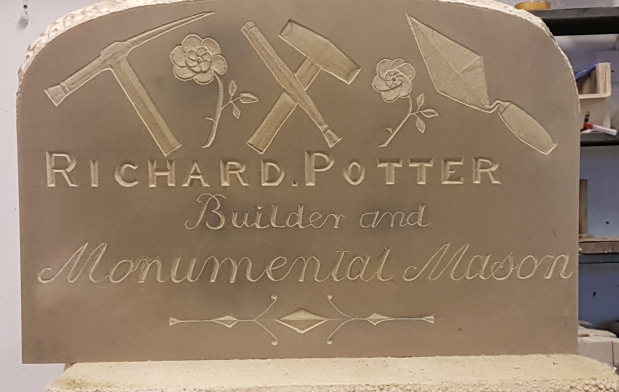 RICHARD. POTTER
Builder and
Monumental Mason